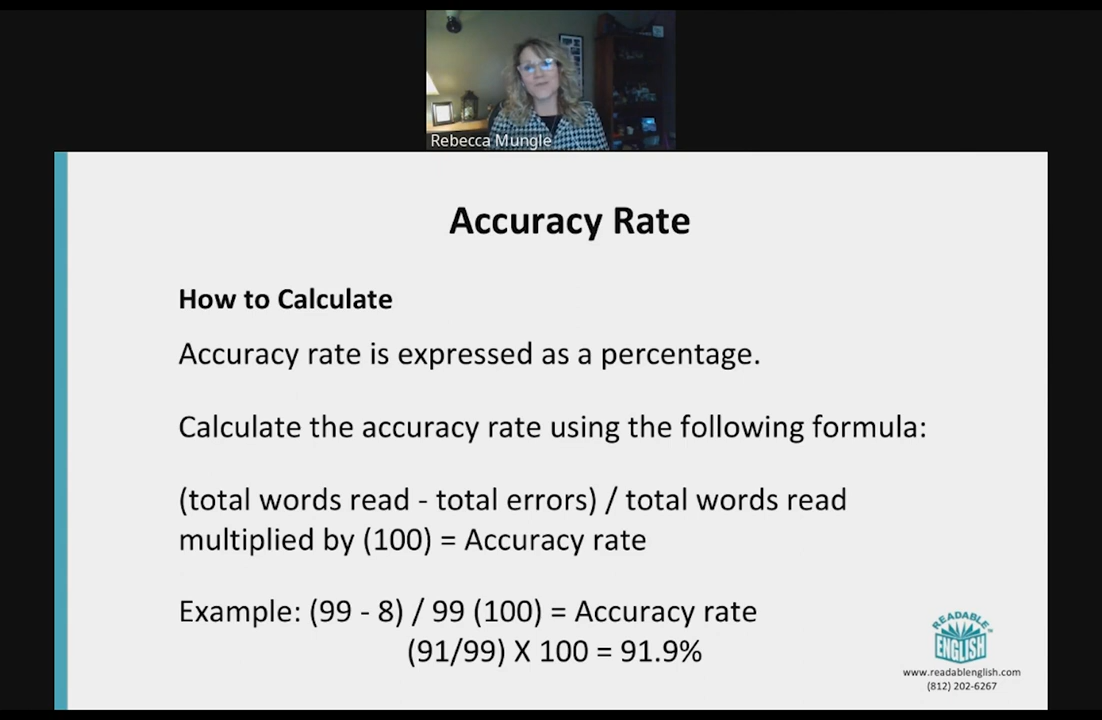 Rebecca Mungle
Accuracy Rate
How to Calculate
Accuracy rate is expressed as a percentage.
Calculate the accuracy rate using the following formula:
(total words read - total errors) / total words read
multiplied by (100) = Accuracy rate
Example: (99 - 8) / 99 (100) = Accuracy rate
(91/99) X 100 = 91.9%
READABLE
ENGLISH
www.readablenglish.com
(812) 202-6267